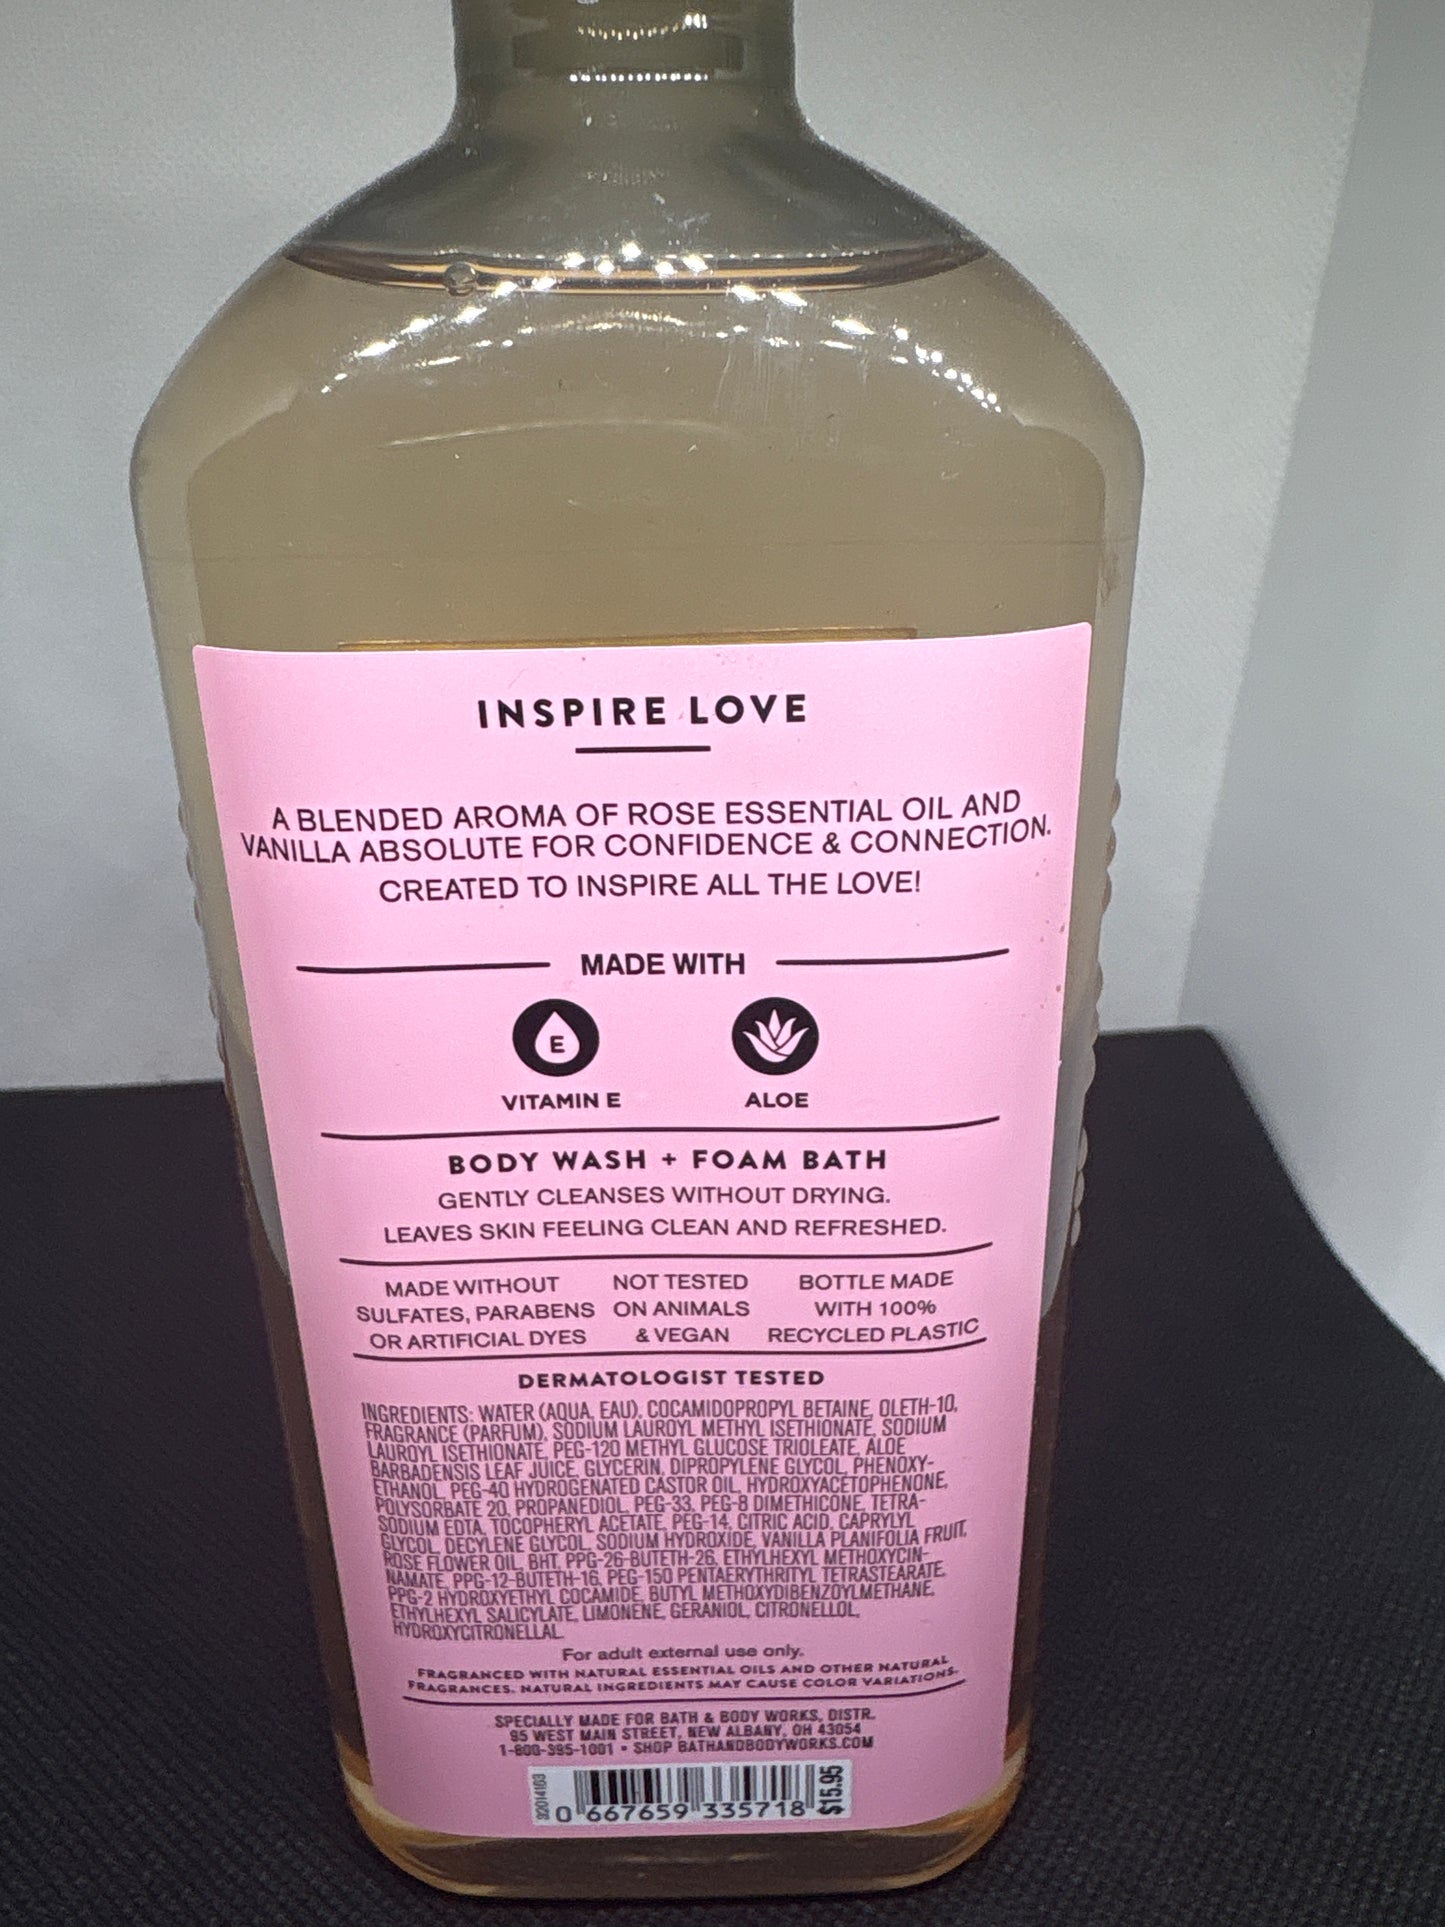 INSPIRE LOVE
A BLENDED AROMA OF ROSE ESSENTIAL OIL AND
VANILLA ABSOLUTE FOR CONFIDENCE & CONNECTION.
CREATED TO INSPIRE ALL THE LOVE!
MADE WITH
E
VITAMIN E ALOE
BODY WASH + FOAM BATH
GENTLY CLEANSES WITHOUT DRYING.
LEAVES SKIN FEELING CLEAN AND REFRESHED.
MADE WITHOUT
SULFATES, PARABENS
OR ARTIFICIAL DYES
NOT TESTED
ON ANIMALS
& VEGAN
BOTTLE MADE
WITH 100%
RECYCLED PLASTIC
DERMATOLOGIST TESTED
INGREDIENTS: WATER (AQUA, EAU), COCAMIDOPROPYL BETAINE, OLETH-10,
FRAGRANCE (PARFUM), SODIUM LAUROYL METHYL ISETHIONATE, SODIUM
LAUROYL ISETHIONATE, PEG-120 METHYL GLUCOSE TRIOLEATE, ALOE
BARBADENSIS LEAF JUICE, GLYCERIN, DIPROPYLENE GLYCOL, PHENOXY-
ETHANOL, PEG-40 HYDROGENATED CASTOR OIL, HYDROXYACETOPHENONE,
POLYSORBATE 20, PROPANEDIOL, PEG-33, PEG-8 DIMETHICONE, TETRA-
SODIUM EDTA, TOCOPHERYL ACETATE, PEG-14, CITRIC ACID, CAPRYLYL
GLYCOL, DECYLENE GLYCOL, SODIUM HYDROXIDE, VANILLA PLANIFOLIA FRUIT,
ROSE FLOWER OIL, BHT, PPG-26-BUTETH-26, ETHYLHEXYL METHOXYCIN-
NAMATE, PPG-12-BUTETH-16, PEG-150 PENTAERYTHRITYL TETRASTEARATE,
PPG-2 HYDROXYETHYL COCAMIDE, BUTYL METHOXYDIBENZOYLMETHANE,
ETHYLHEXYL SALICYLATE, LIMONENE, GERANIOL, CITRONELLOL,
HYDROXYCITRONELLAL.
For adult external use only.
FRAGRANCED WITH NATURAL ESSENTIAL OILS AND OTHER NATURAL
FRAGRANCES. NATURAL INGREDIENTS MAY CAUSE COLOR VARIATIONS.
SPECIALLY MADE FOR BATH & BODY WORKS, DISTR.
95 WEST MAIN STREET, NEW ALBANY, OH 43054
1-800-395-1001 • SHOP BATHANDBODYWORKS.COM
0 667659 335718
$15.95